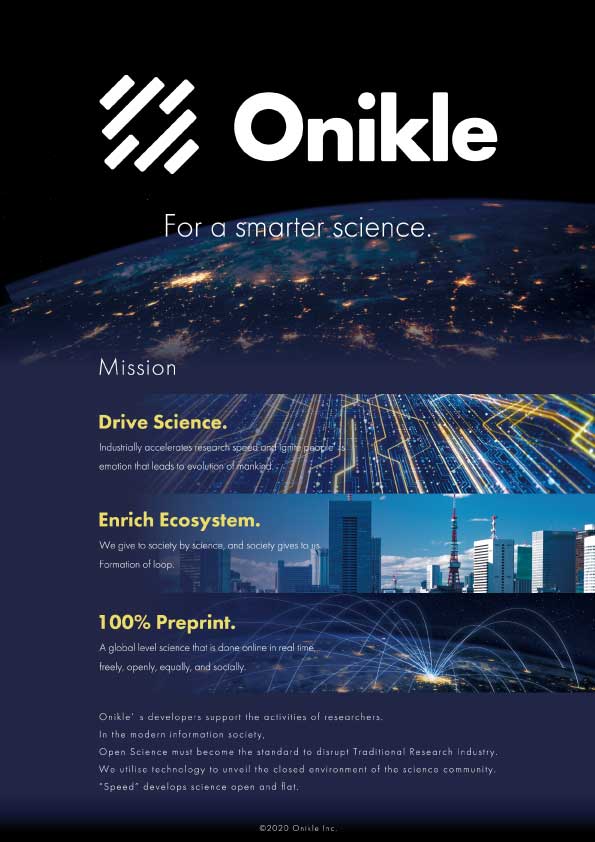 Onikle
For a smarter science.
Mission
Drive Science.
Industrially accelerates research speed and ignite people' s
emotion that leads to evolution of mankind.
Enrich Ecosystem.
We give to society by science, and society gives to us.
Formation of loop.
100% Preprint.
A global level science that is done online in real time,
freely, openly, equally, and socially.
Onikle' s developers support the activities of researchers.
In the modern information society,
Open Science must become the standard to disrupt Traditional Research Industry.
We utilise technology to unveil the closed environment of the science community.
"Speed" develops science open and flat.
©2020 Onikle Inc.